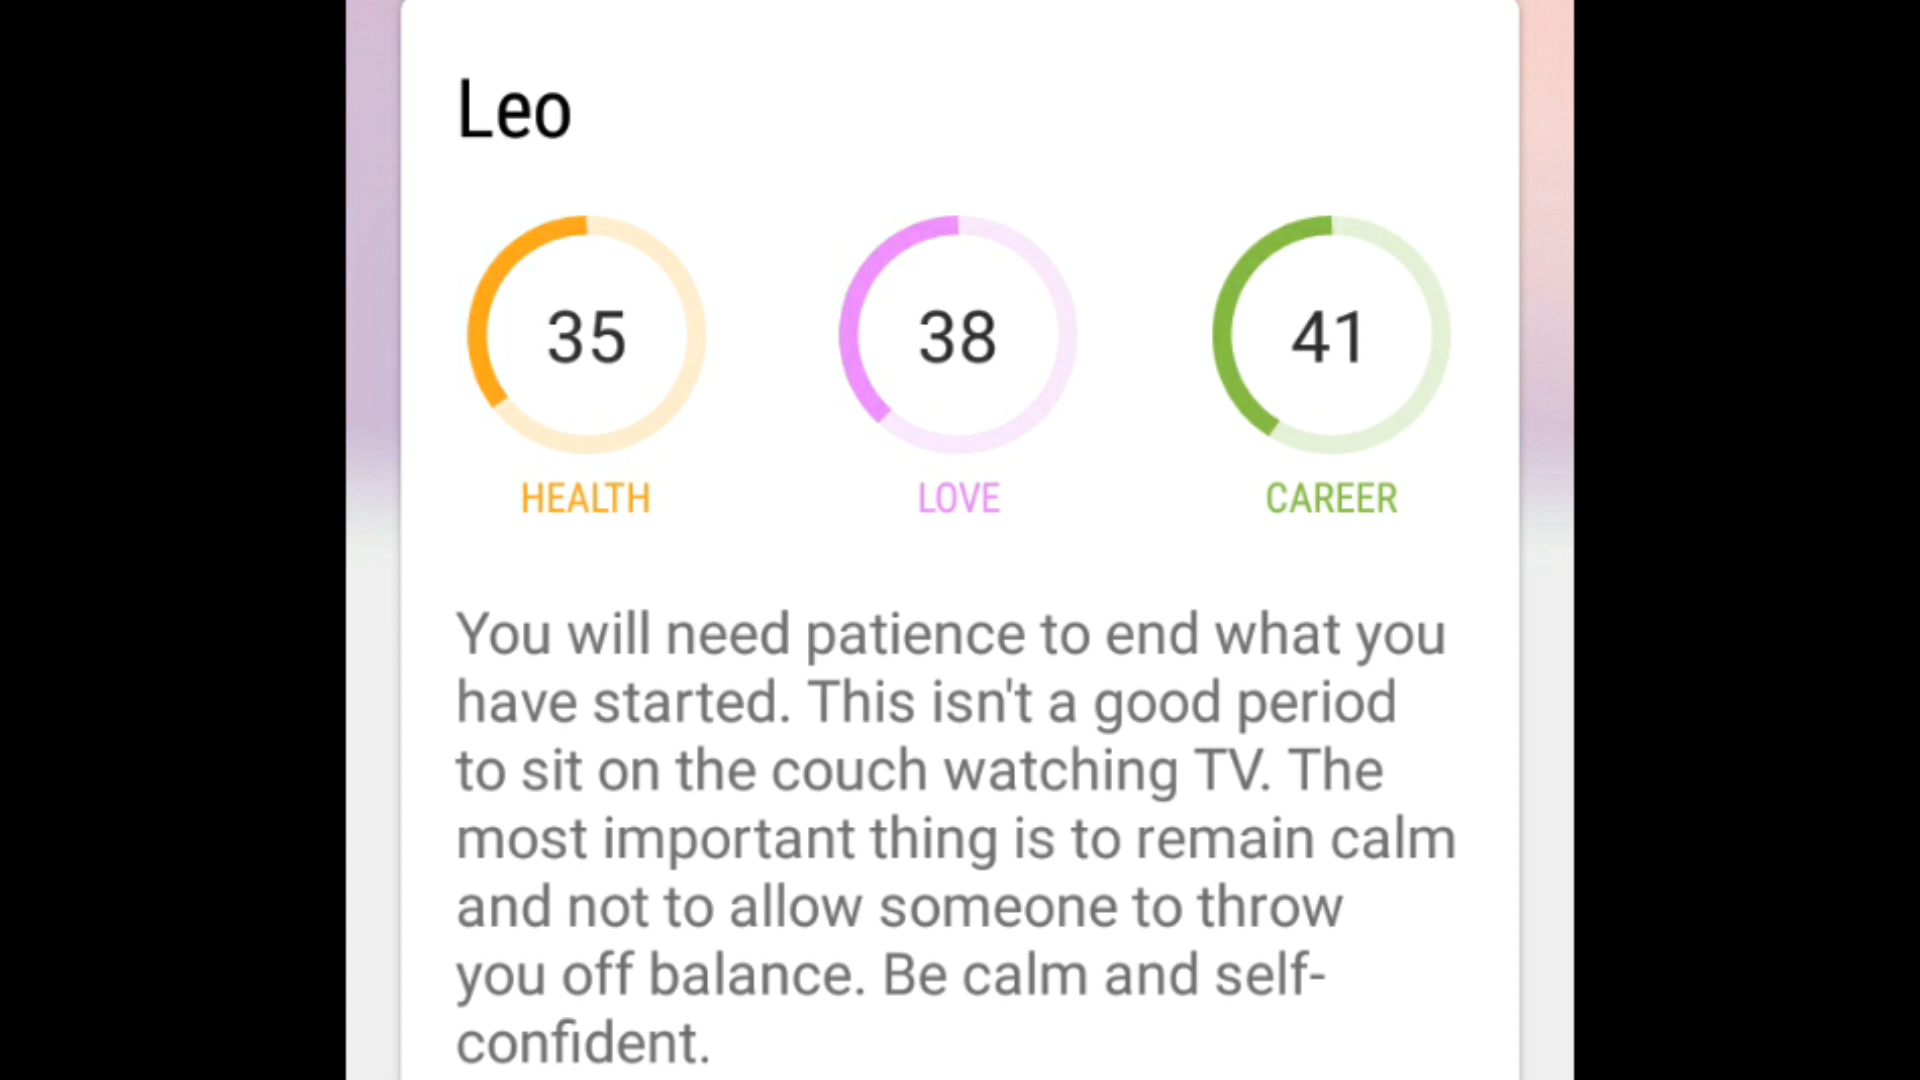 Leo
35 38 41
HEALTH LOVE CAREER
You will need patience to end what you
have started. This isn't a good period
to sit on the couch watching TV. The
most important thing is to remain calm
and not to allow someone to throw
you off balance. Be calm and self-
confident.